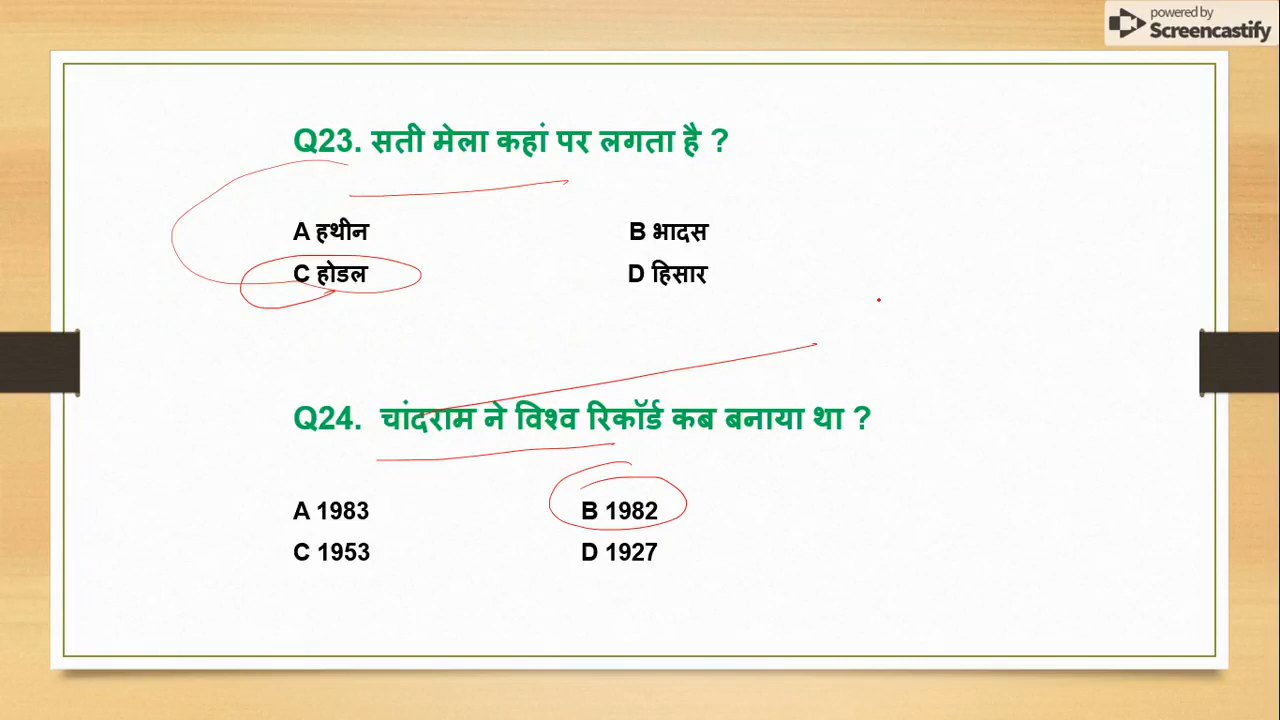 powered by
Screencastify
Q23. सती मेला कहां पर लगता है ?
A हथीन B भादस
C होडल D हिसार
Q24. चांदराम ने विश्व रिकॉर्ड कब बनाया था ?
A 1983 B 1982
C 1953 D 1927